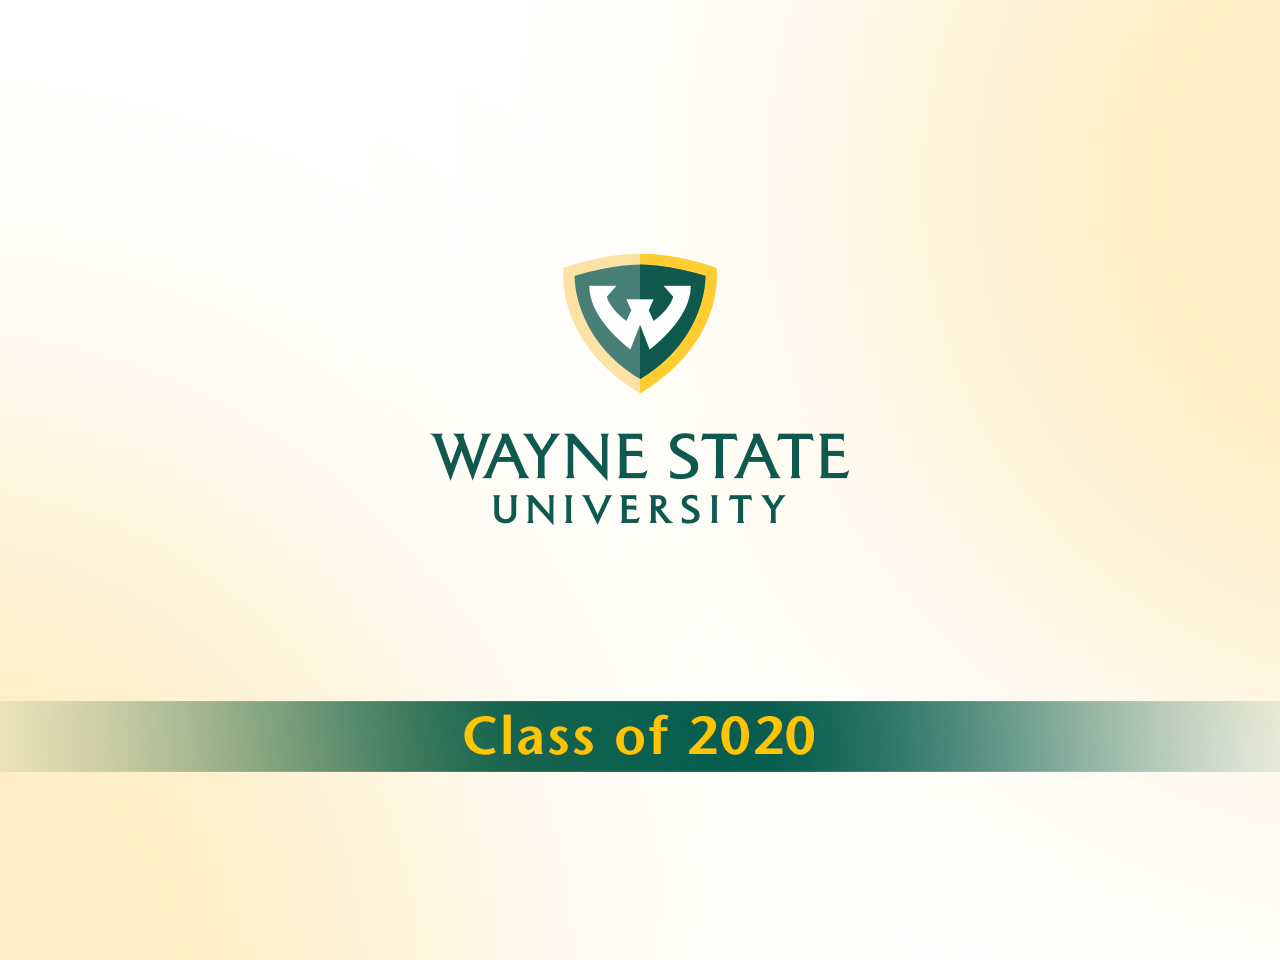 W
WAYNE STATE
UNIVERSITY
Class of 2020